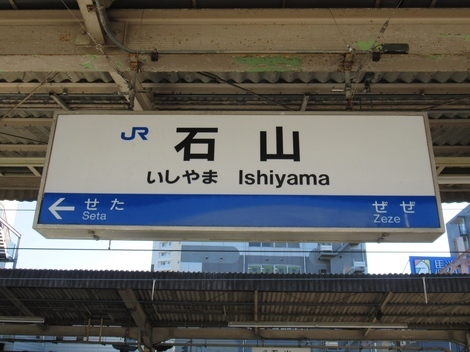 JR 石山
いしやま Ishiyama
← せた ぜぜ
Seta Zeze